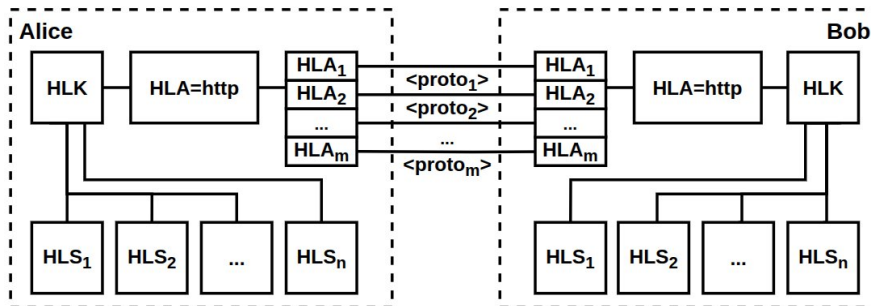 Alice
Bob
HLK
HLA=http
HLA₁
HLA₂
...
HLAₘ
<proto₁>
<proto₂>
...
<protoₘ>
HLA₁
HLA₂
...
HLAₘ
HLA=http
HLK
HLS₁
HLS₂
...
HLSₙ
HLS₁
HLS₂
...
HLSₙ